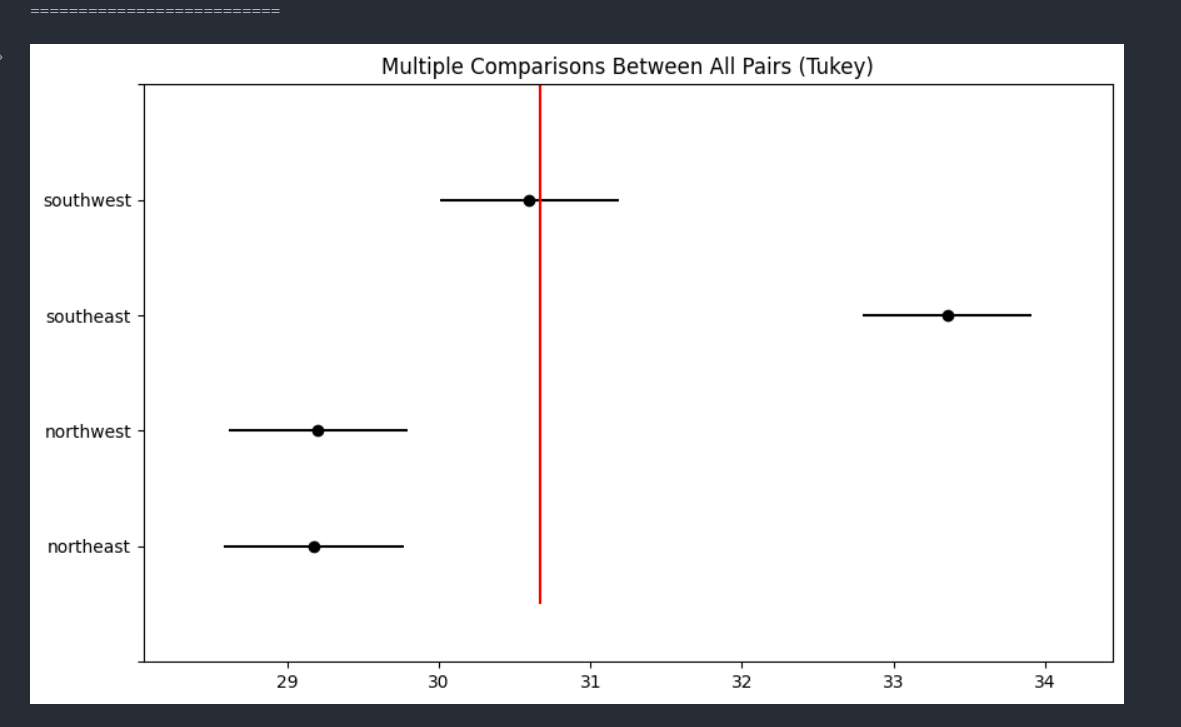 ==========================
Multiple Comparisons Between All Pairs (Tukey)
southwest
southeast
northwest
northeast
29 30 31 32 33 34